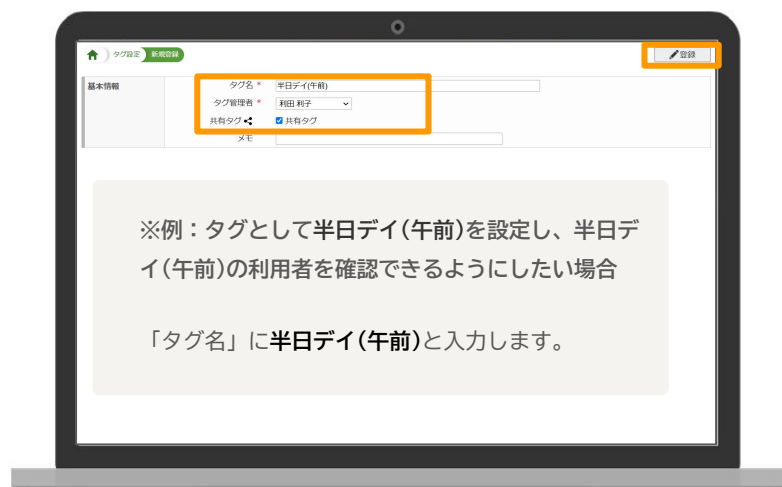 タグ設定 新規登録 登録
基本情報 タグ名 * 半日デイ(午前)
タグ管理者 * 利田 利子
共有タグ 共有タグ
メモ
※例：タグとして半日デイ(午前)を設定し、半日デ
イ(午前)の利用者を確認できるようにしたい場合
「タグ名」に半日デイ(午前)と入力します。